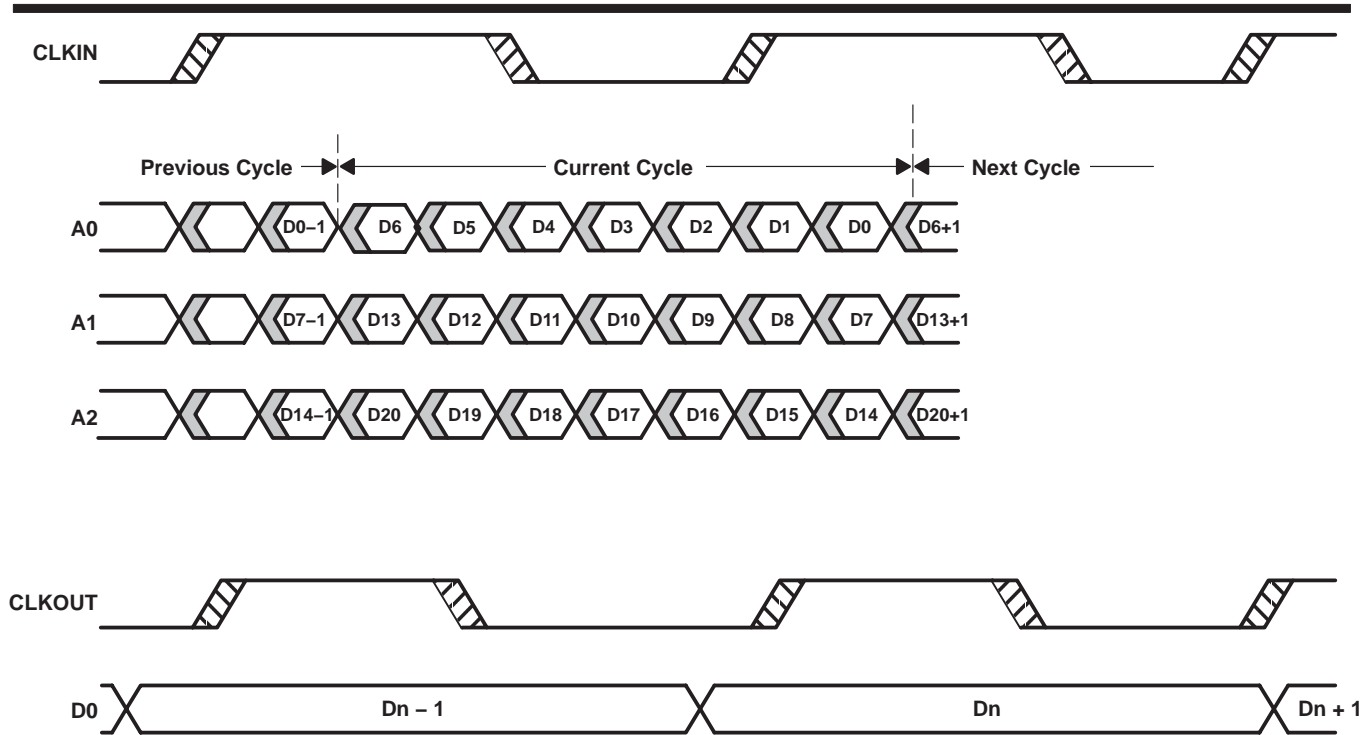 CLKIN
Previous Cycle Current Cycle Next Cycle
A0 D0–1 D6 D5 D4 D3 D2 D1 D0 D6+1
A1 D7–1 D13 D12 D11 D10 D9 D8 D7 D13+1
A2 D14–1 D20 D19 D18 D17 D16 D15 D14 D20+1
CLKOUT
D0 Dn – 1 Dn Dn + 1